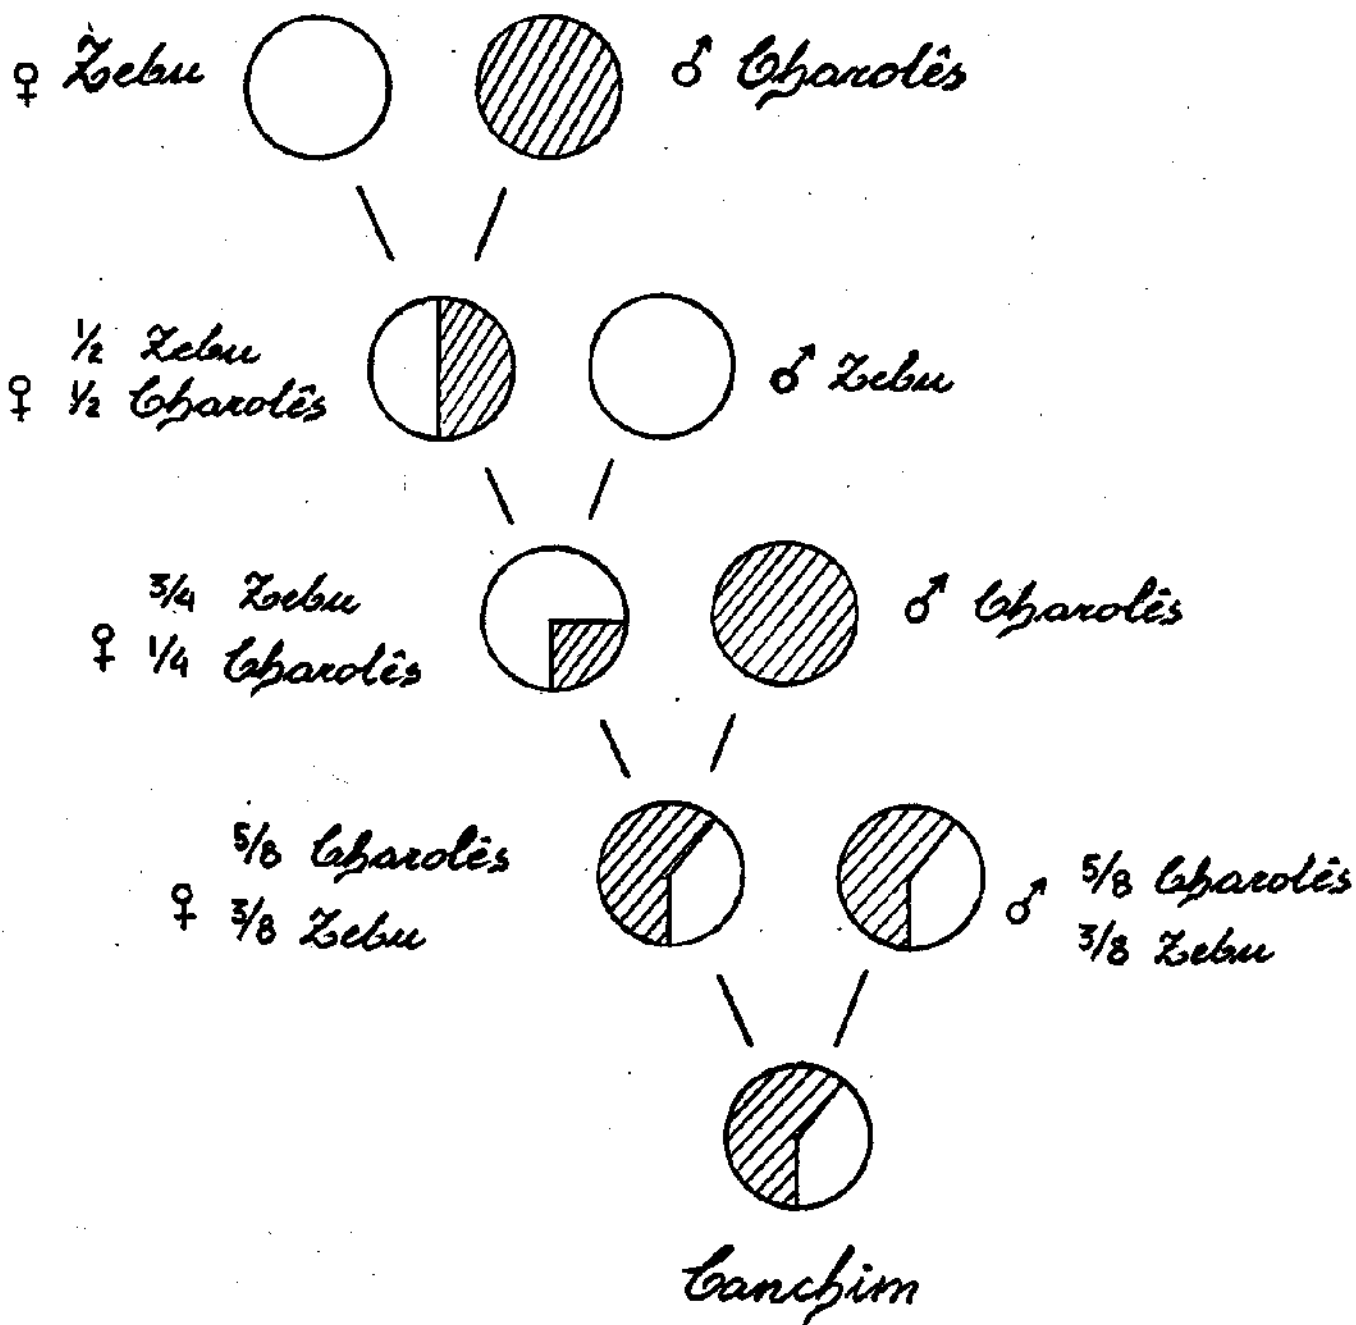 ♀ Zebu ♂ Charolês
½ Zebu
♀ ½ Charolês ♂ Zebu
3/4 Zebu
♀ 1/4 Charolês ♂ Charolês
5/8 Charolês
♀ 3/8 Zebu
♂ 5/8 Charolês
3/8 Zebu
Canchim